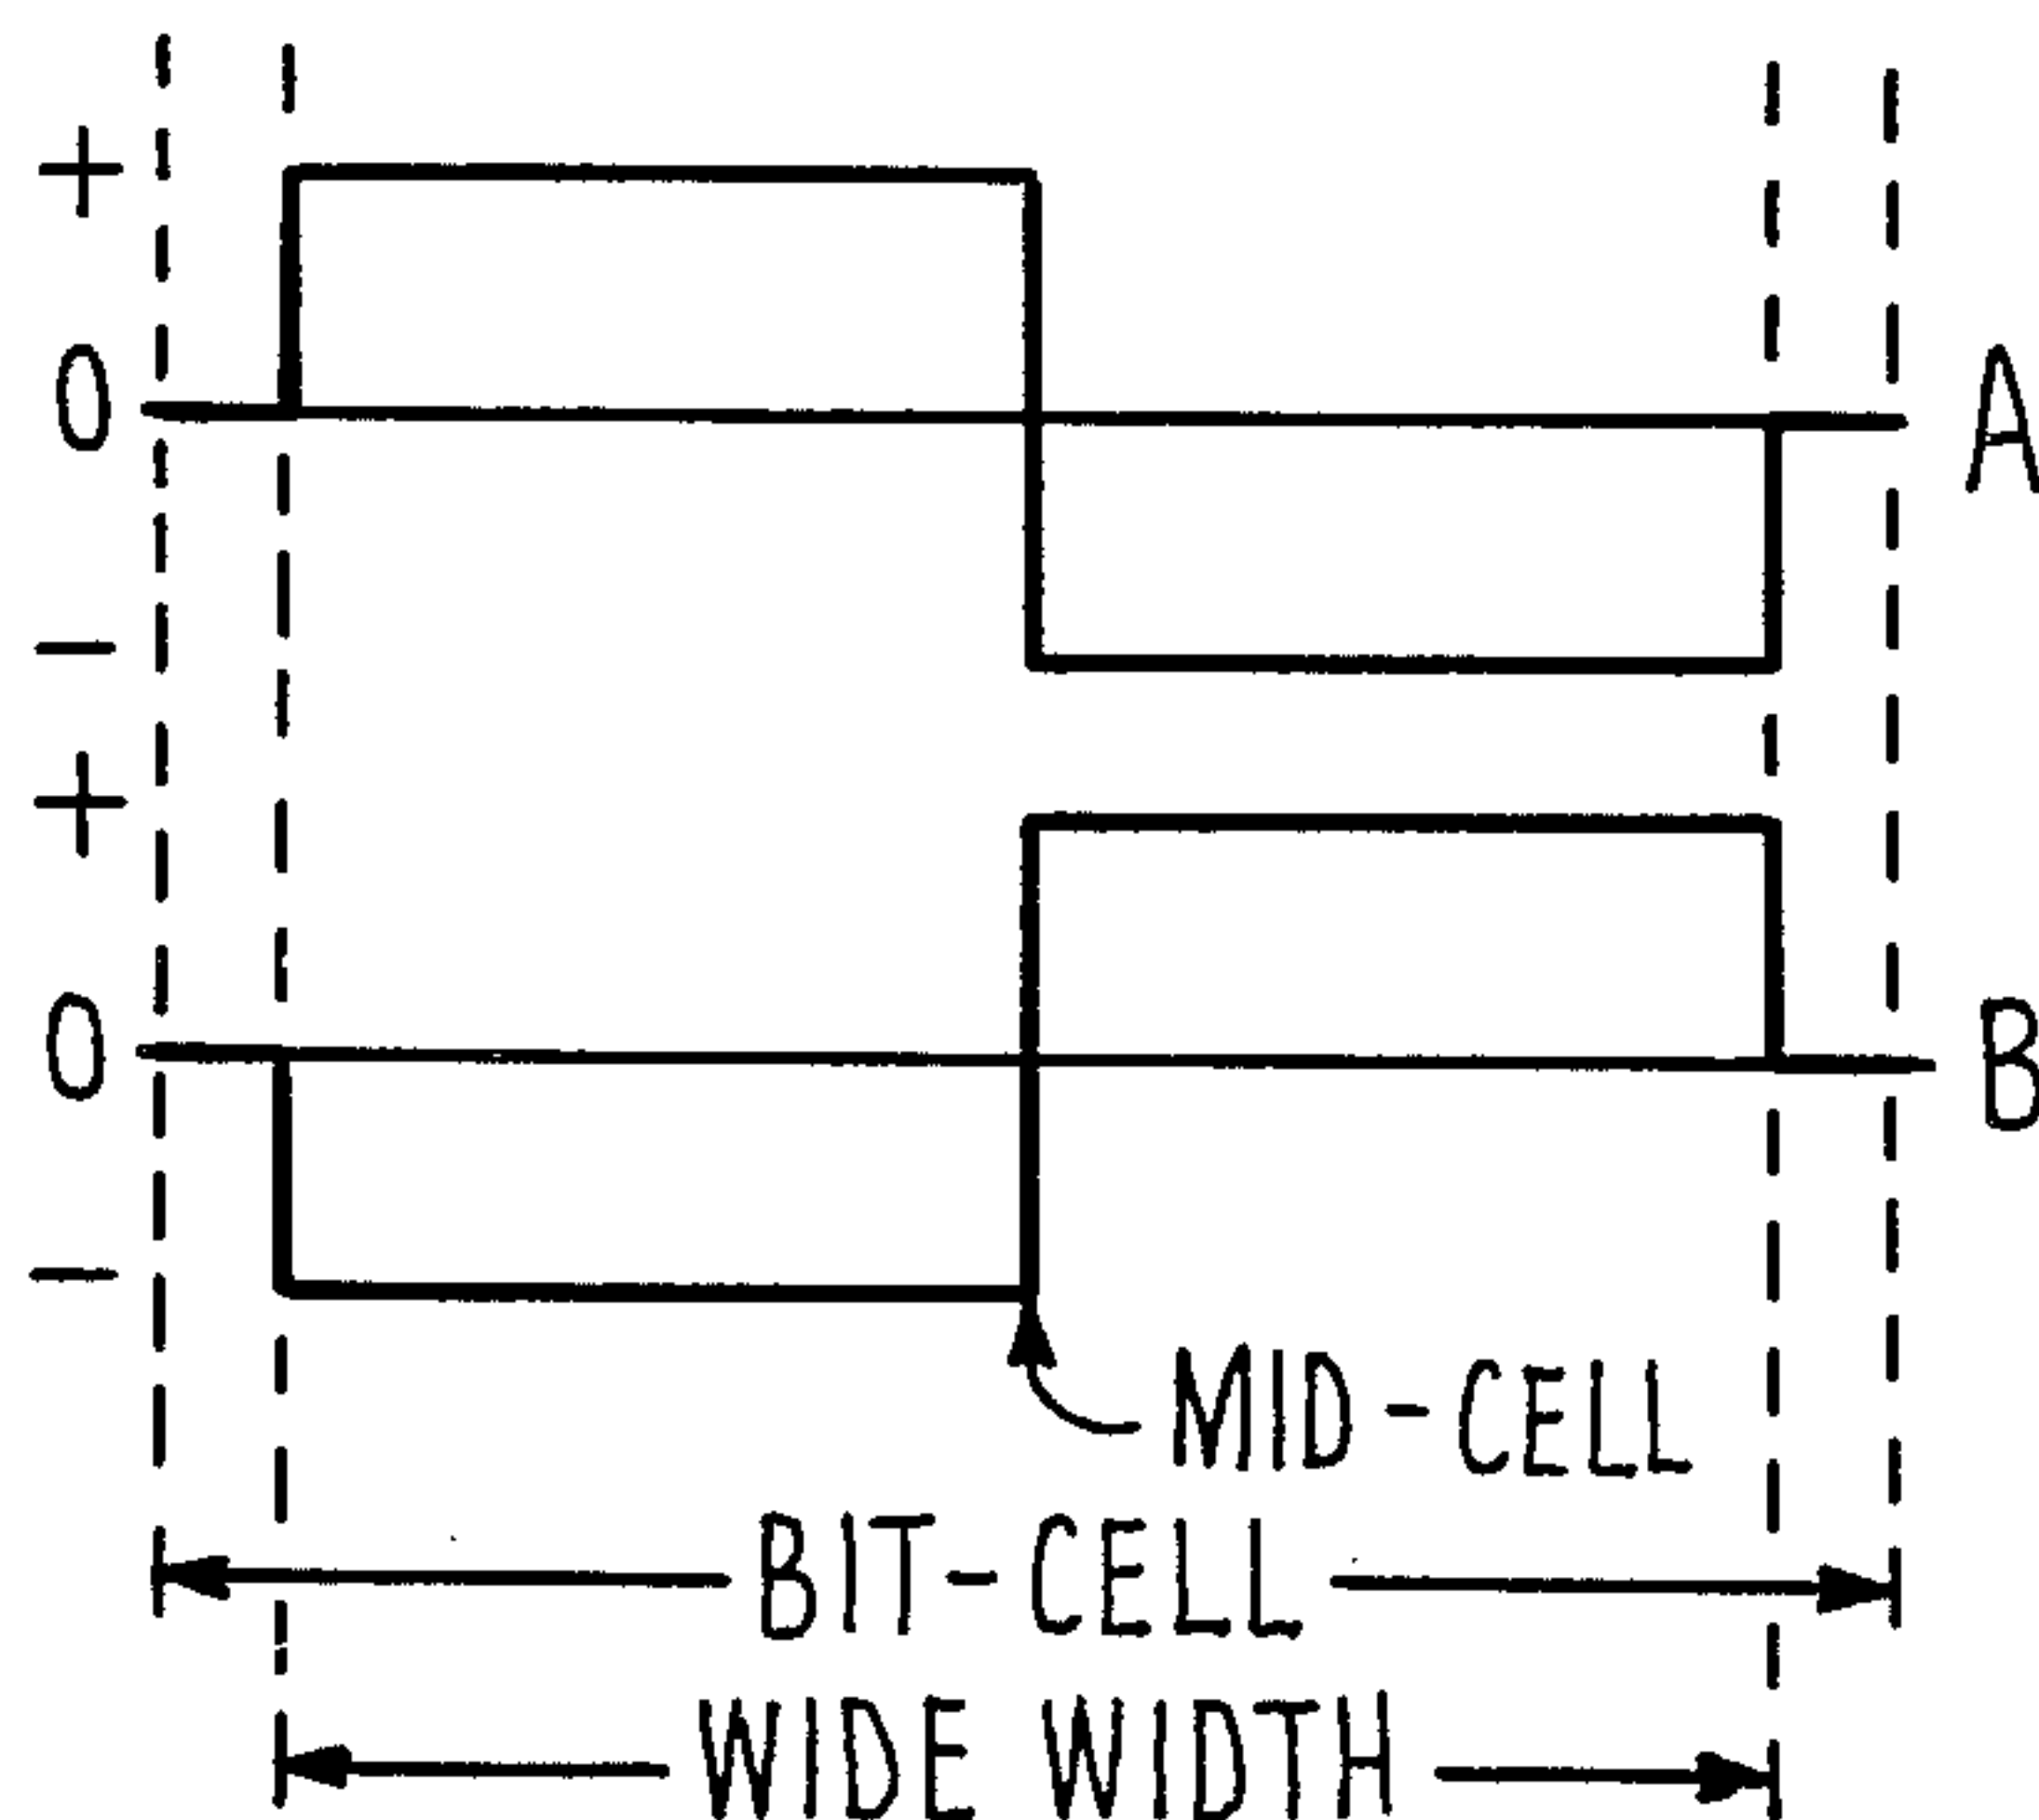 +
0 A
−
+
0 B
−
MID-CELL
BIT-CELL
WIDE WIDTH